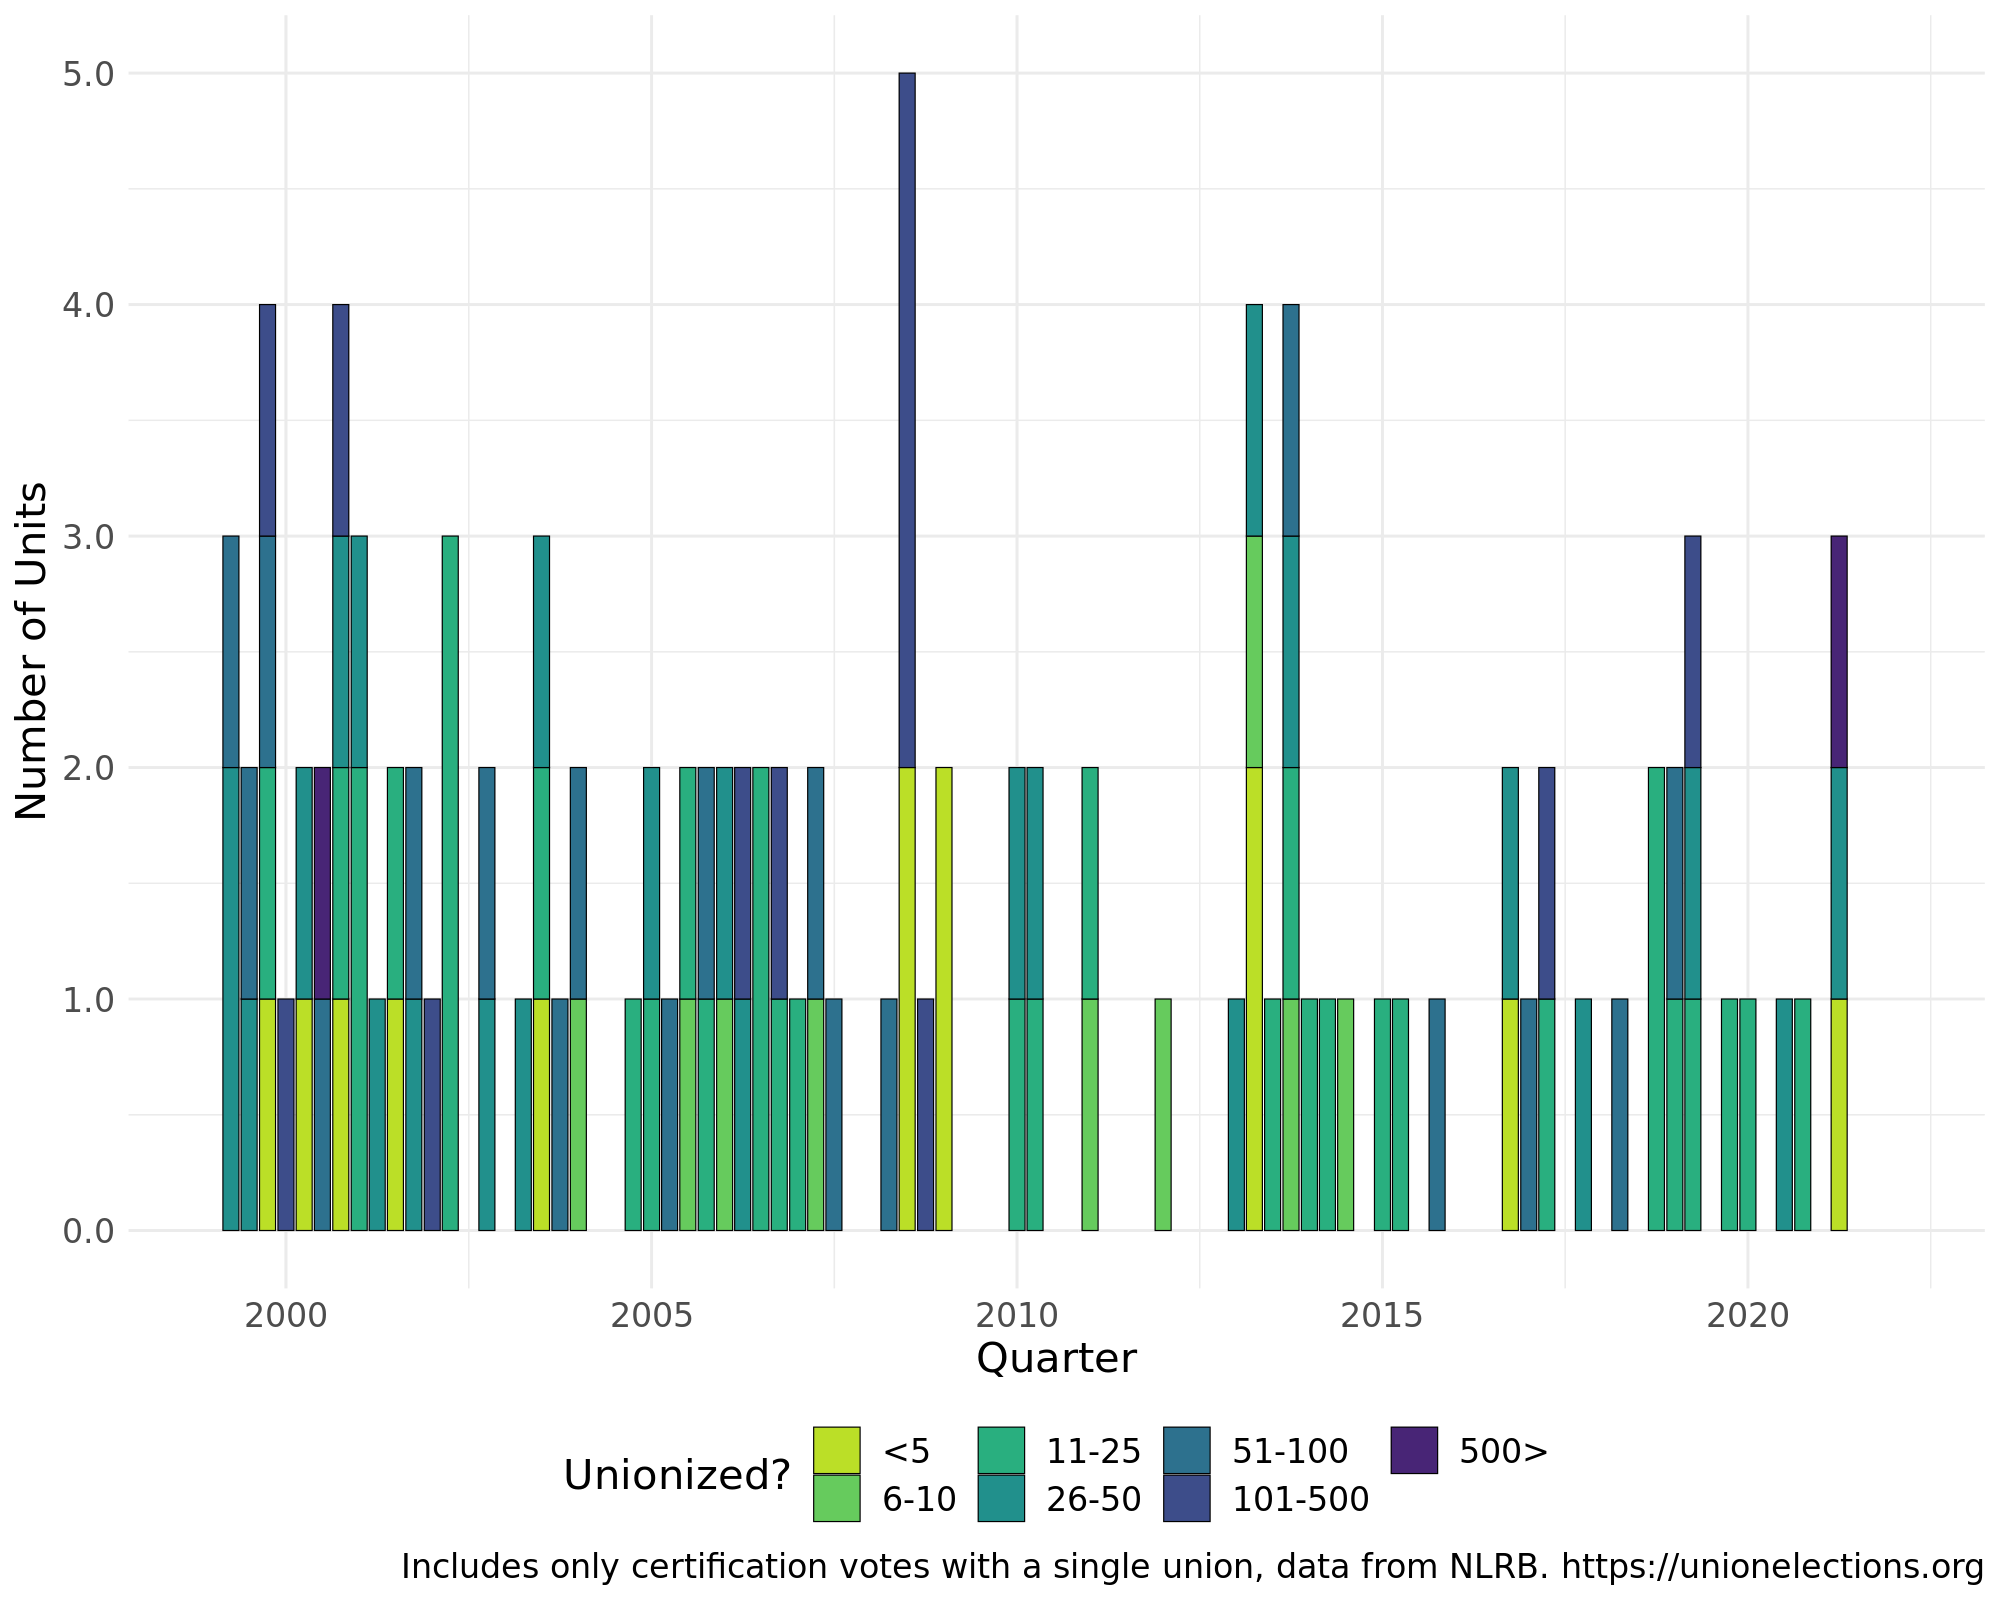 5.0
4.0
3.0
2.0
1.0
0.0
Number of Units
2000 2005 2010 2015 2020
Quarter
Unionized?
<5 11-25 51-100 500>
6-10 26-50 101-500
Includes only certification votes with a single union, data from NLRB. https://unionelections.org